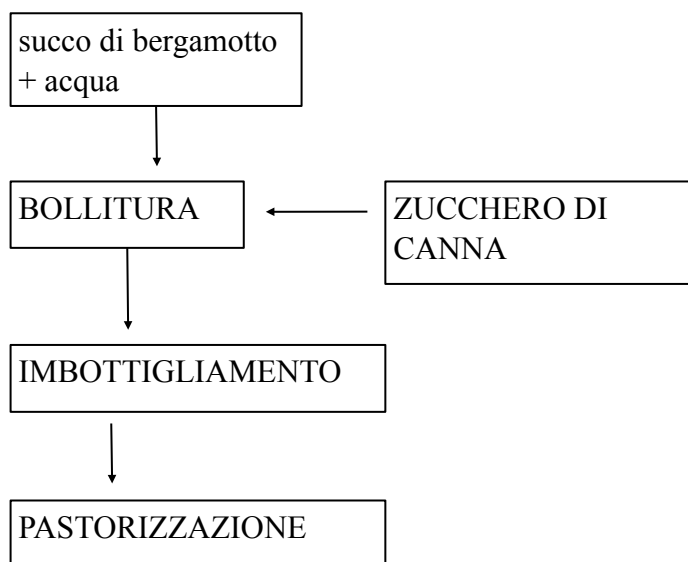 succo di bergamotto
+ acqua
BOLLITURA
ZUCCHERO DI
CANNA
IMBOTTIGLIAMENTO
PASTORIZZAZIONE